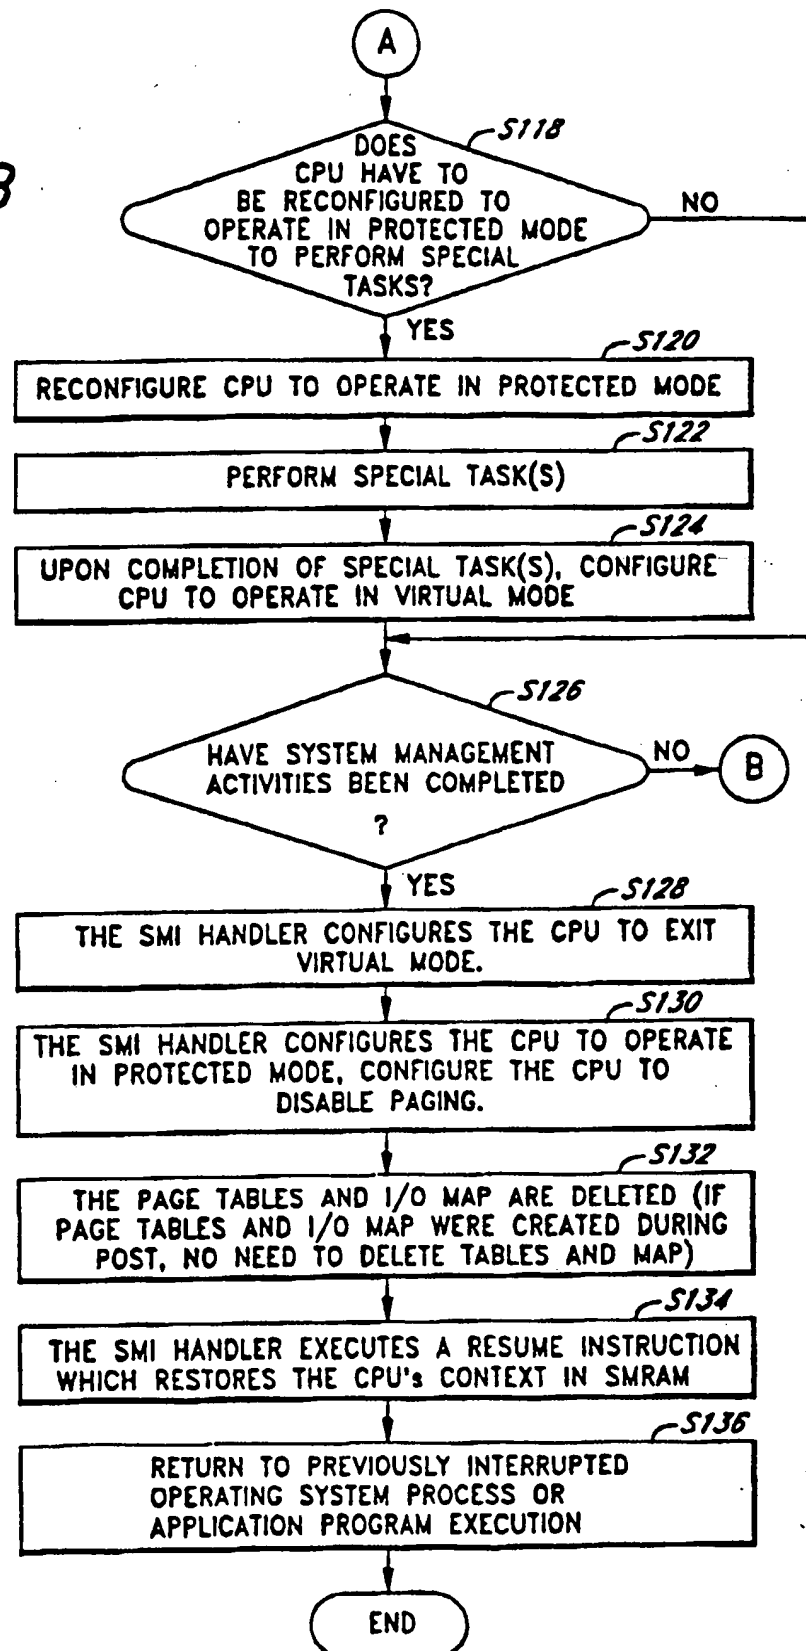 A
S118
DOES
CPU HAVE TO
BE RECONFIGURED TO
OPERATE IN PROTECTED MODE
TO PERFORM SPECIAL
TASKS?
NO
YES
S120
RECONFIGURE CPU TO OPERATE IN PROTECTED MODE
S122
PERFORM SPECIAL TASK(S)
S124
UPON COMPLETION OF SPECIAL TASK(S), CONFIGURE
CPU TO OPERATE IN VIRTUAL MODE
S126
HAVE SYSTEM MANAGEMENT
ACTIVITIES BEEN COMPLETED
?
NO
B
YES
S128
THE SMI HANDLER CONFIGURES THE CPU TO EXIT
VIRTUAL MODE.
S130
THE SMI HANDLER CONFIGURES THE CPU TO OPERATE
IN PROTECTED MODE, CONFIGURE THE CPU TO
DISABLE PAGING.
S132
THE PAGE TABLES AND I/O MAP ARE DELETED (IF
PAGE TABLES AND I/O MAP WERE CREATED DURING
POST, NO NEED TO DELETE TABLES AND MAP)
S134
THE SMI HANDLER EXECUTES A RESUME INSTRUCTION
WHICH RESTORES THE CPU's CONTEXT IN SMRAM
S136
RETURN TO PREVIOUSLY INTERRUPTED
OPERATING SYSTEM PROCESS OR
APPLICATION PROGRAM EXECUTION
END